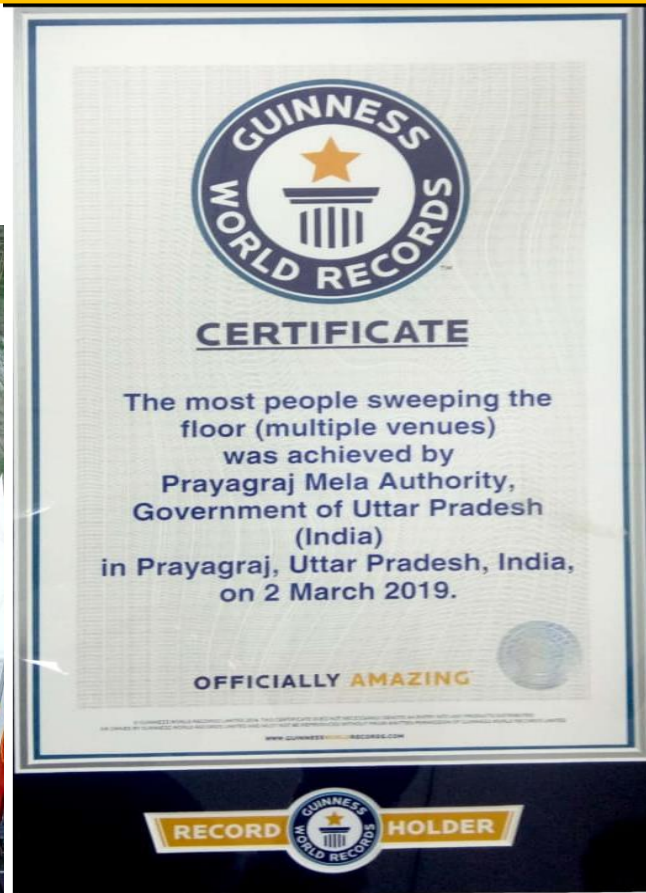 GUINNESS
WORLD RECORDS
TM
CERTIFICATE
The most people sweeping the
floor (multiple venues)
was achieved by
Prayagraj Mela Authority,
Government of Uttar Pradesh
(India)
in Prayagraj, Uttar Pradesh, India,
on 2 March 2019.
OFFICIALLY AMAZING
WWW.GUINNESSWORLDRECORDS.COM
RECORD
GUINNESS
WORLD RECORDS
HOLDER